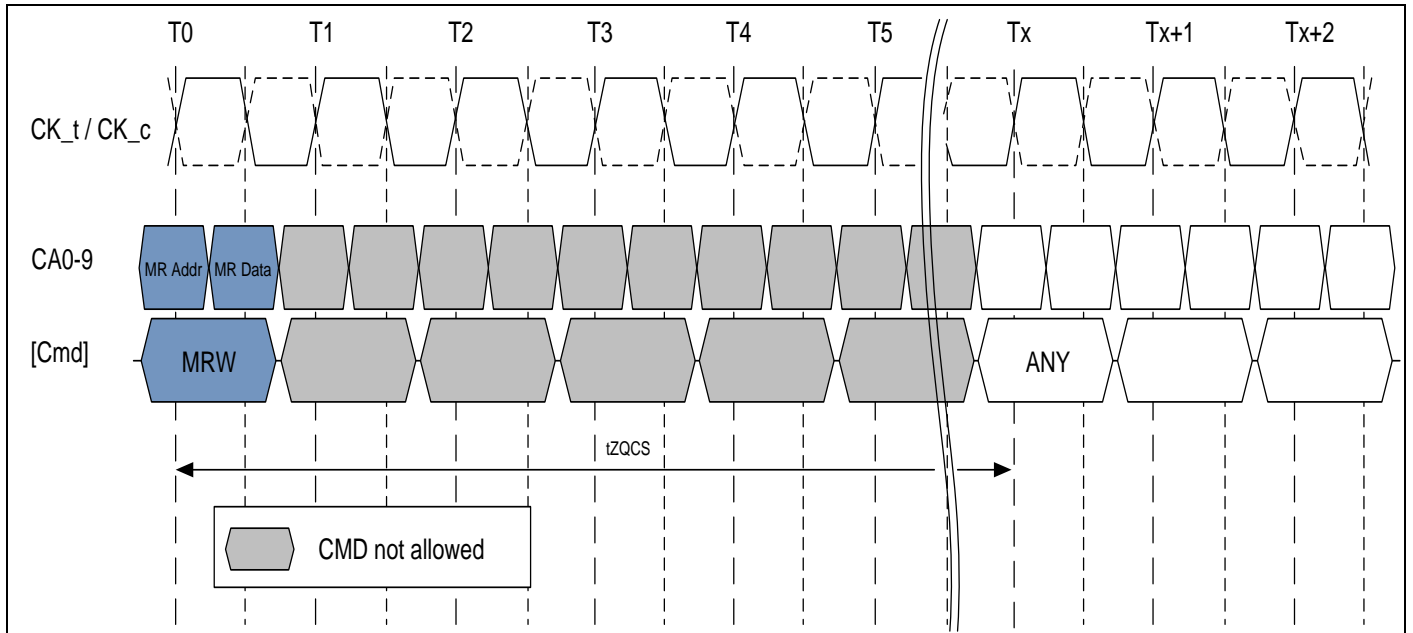 T0 T1 T2 T3 T4 T5 Tx Tx+1 Tx+2
CK_t / CK_c
CA0-9 MR Addr MR Data
[Cmd] MRW ANY
tZQCS
CMD not allowed